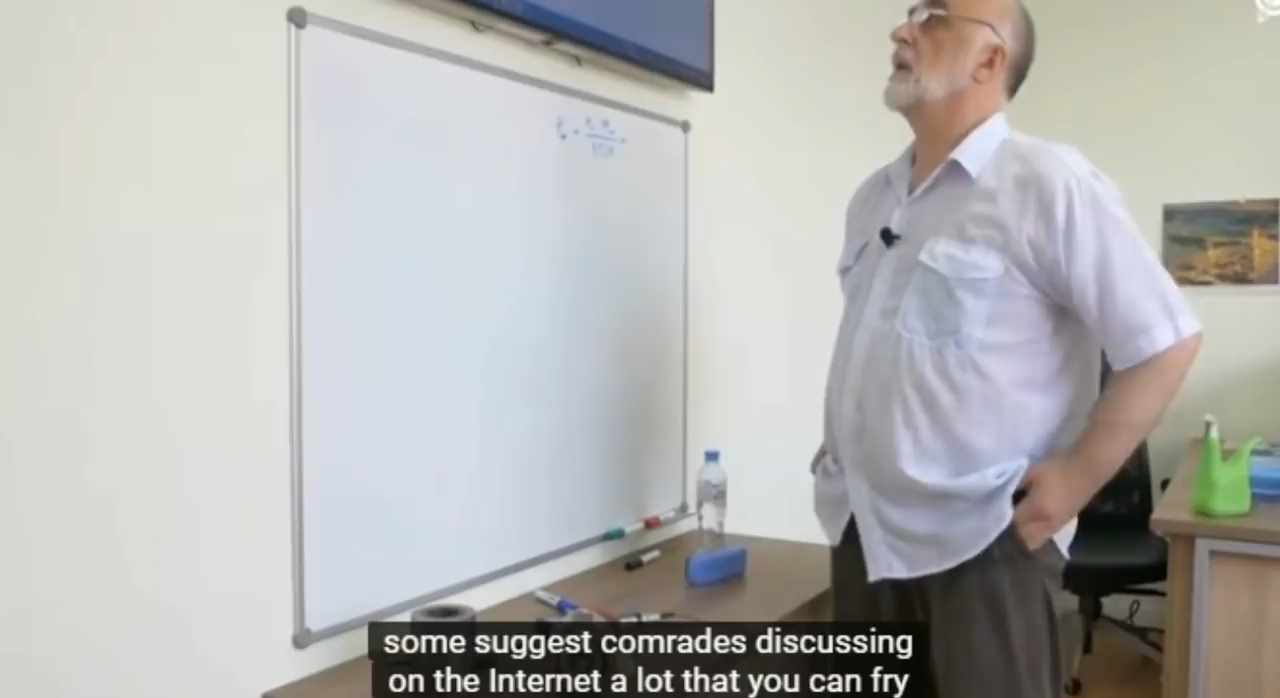 some suggest comrades discussing
on the Internet a lot that you can fry